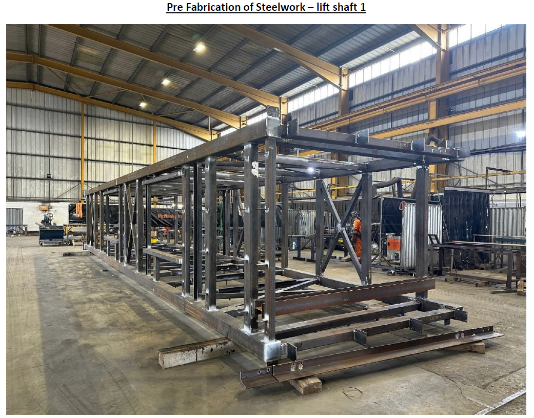 Pre Fabrication of Steelwork – lift shaft 1